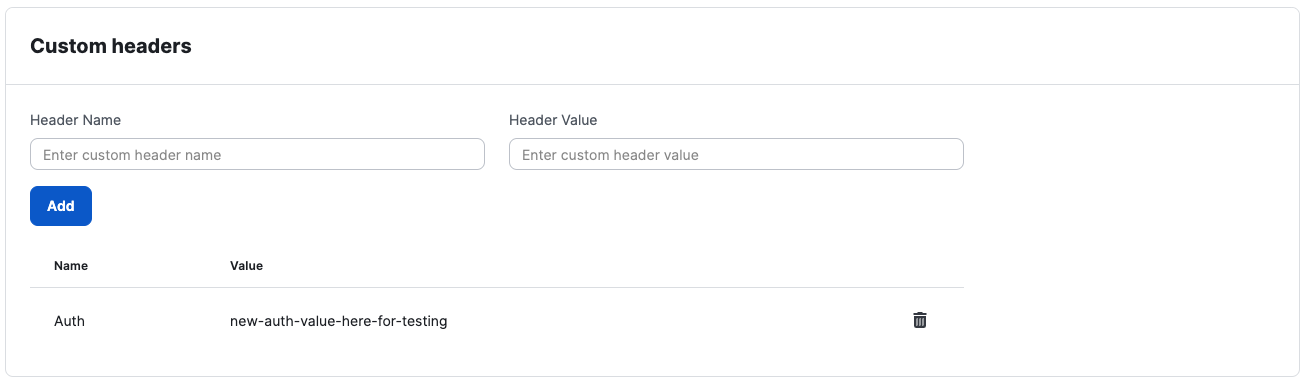 Custom headers
Header Name Header Value
Enter custom header name Enter custom header value
Add
Name Value
Auth new-auth-value-here-for-testing